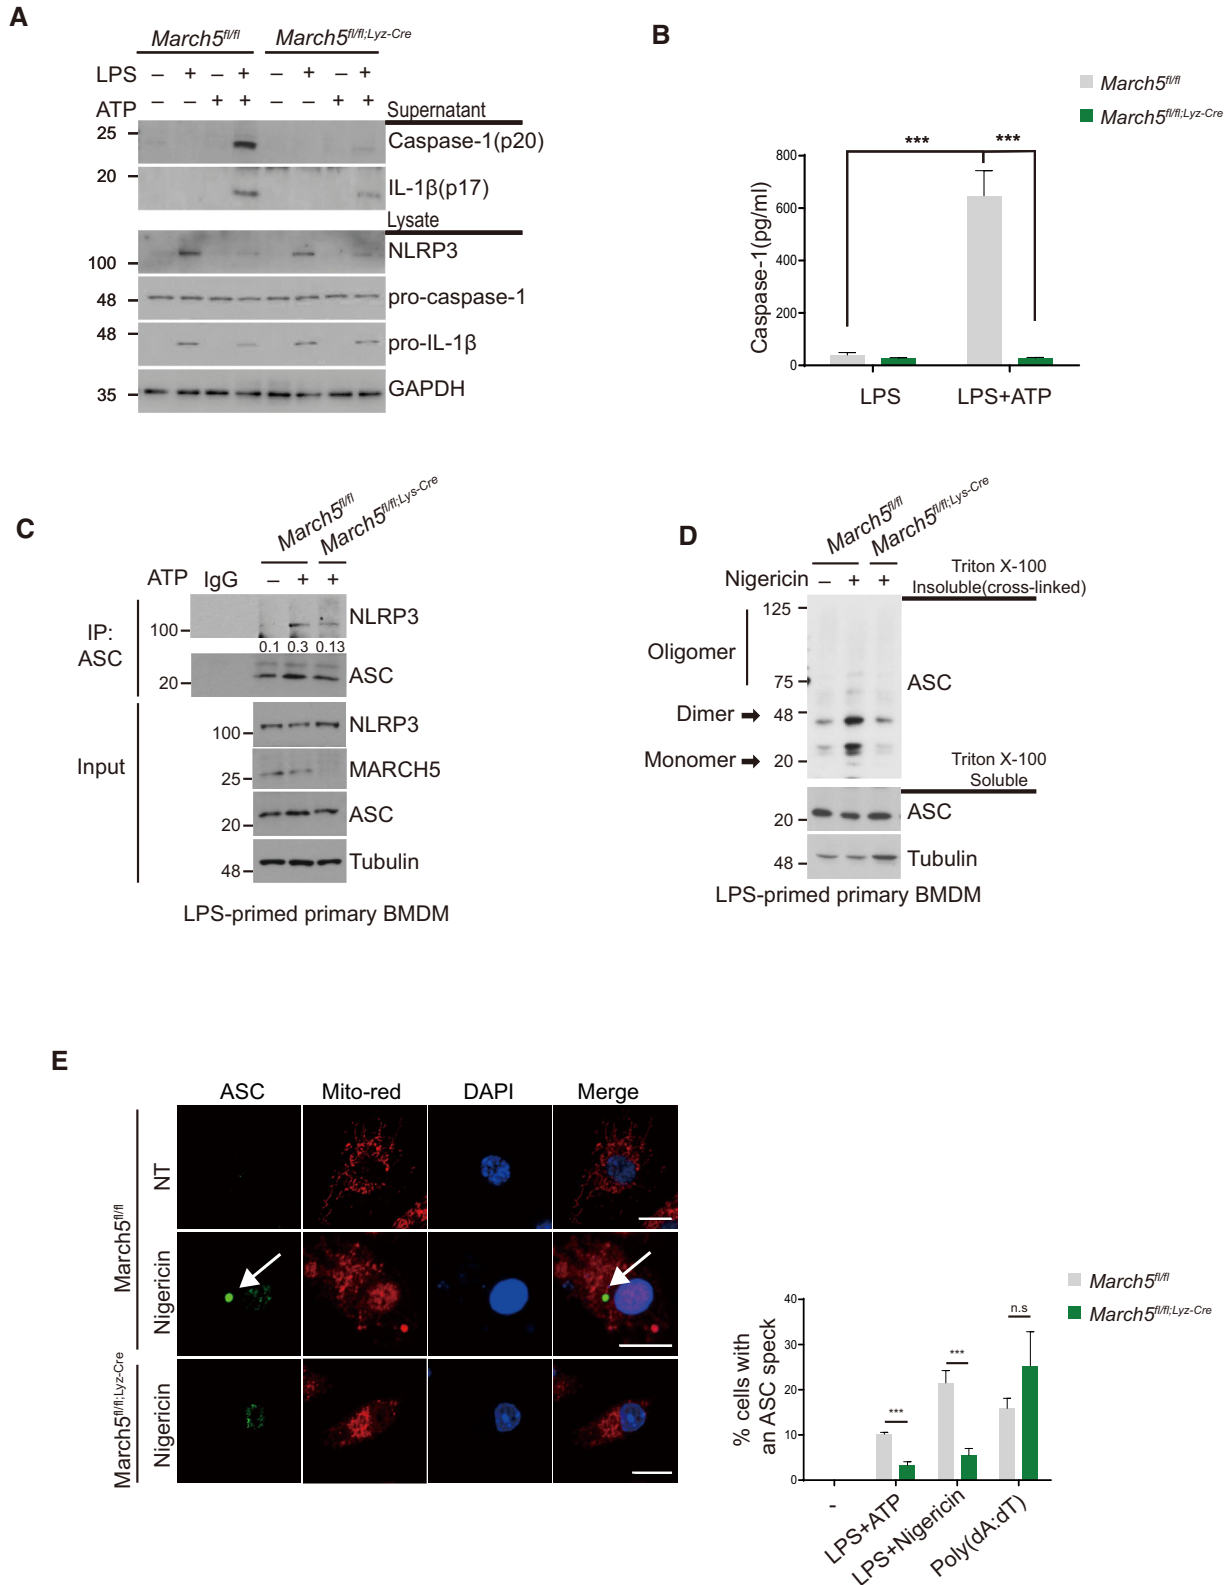 A
March5fl/fl
March5fl/fl;Lyz-Cre
LPS – + – + – + – +
ATP – – + + – – + +
Supernatant
25
Caspase-1(p20)
20
IL-1β(p17)
Lysate
NLRP3
100
48
pro-caspase-1
48
pro-IL-1β
35
GAPDH
B
March5fl/fl
March5fl/fl;Lyz-Cre
*** ***
Caspase-1(pg/ml)
800
600
400
200
0
LPS LPS+ATP
C
March5fl/fl
March5fl/fl;Lys-Cre
ATP IgG – + +
IP:
ASC
NLRP3
100
0.1 0.3 0.13
20
ASC
Input
NLRP3
100
MARCH5
25
ASC
20
Tubulin
48
LPS-primed primary BMDM
D
March5fl/fl
March5fl/fl;Lys-Cre
Nigericin – + +
Triton X-100
Insoluble(cross-linked)
125
Oligomer
75
ASC
Dimer
48
Monomer
20
Triton X-100
Soluble
ASC
20
Tubulin
48
LPS-primed primary BMDM
E
ASC Mito-red DAPI Merge
March5fl/fl
NT
Nigericin
March5fl/fl;Lyz-Cre
Nigericin
March5fl/fl
March5fl/fl;Lyz-Cre
% cells with
an ASC speck
40
30
20
10
0
***
***
n.s
-
LPS+ATP
LPS+Nigericin
Poly(dA:dT)